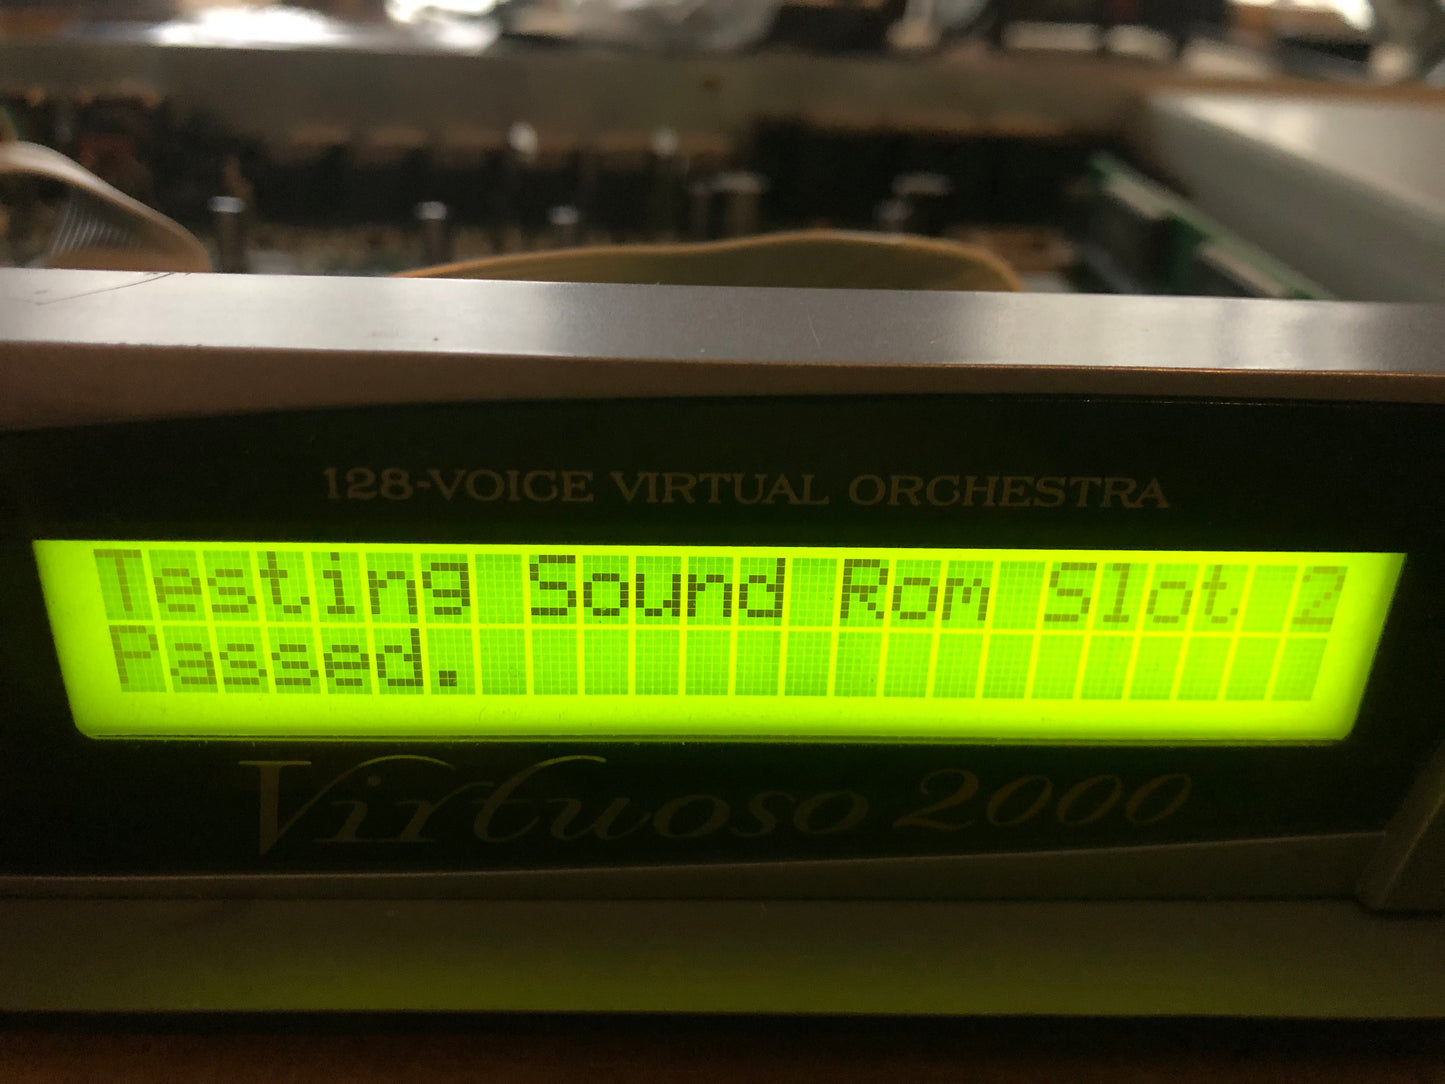 128-VOICE VIRTUAL ORCHESTRA
Testing Sound Rom Slot 2
Passed.
Virtuoso 2000